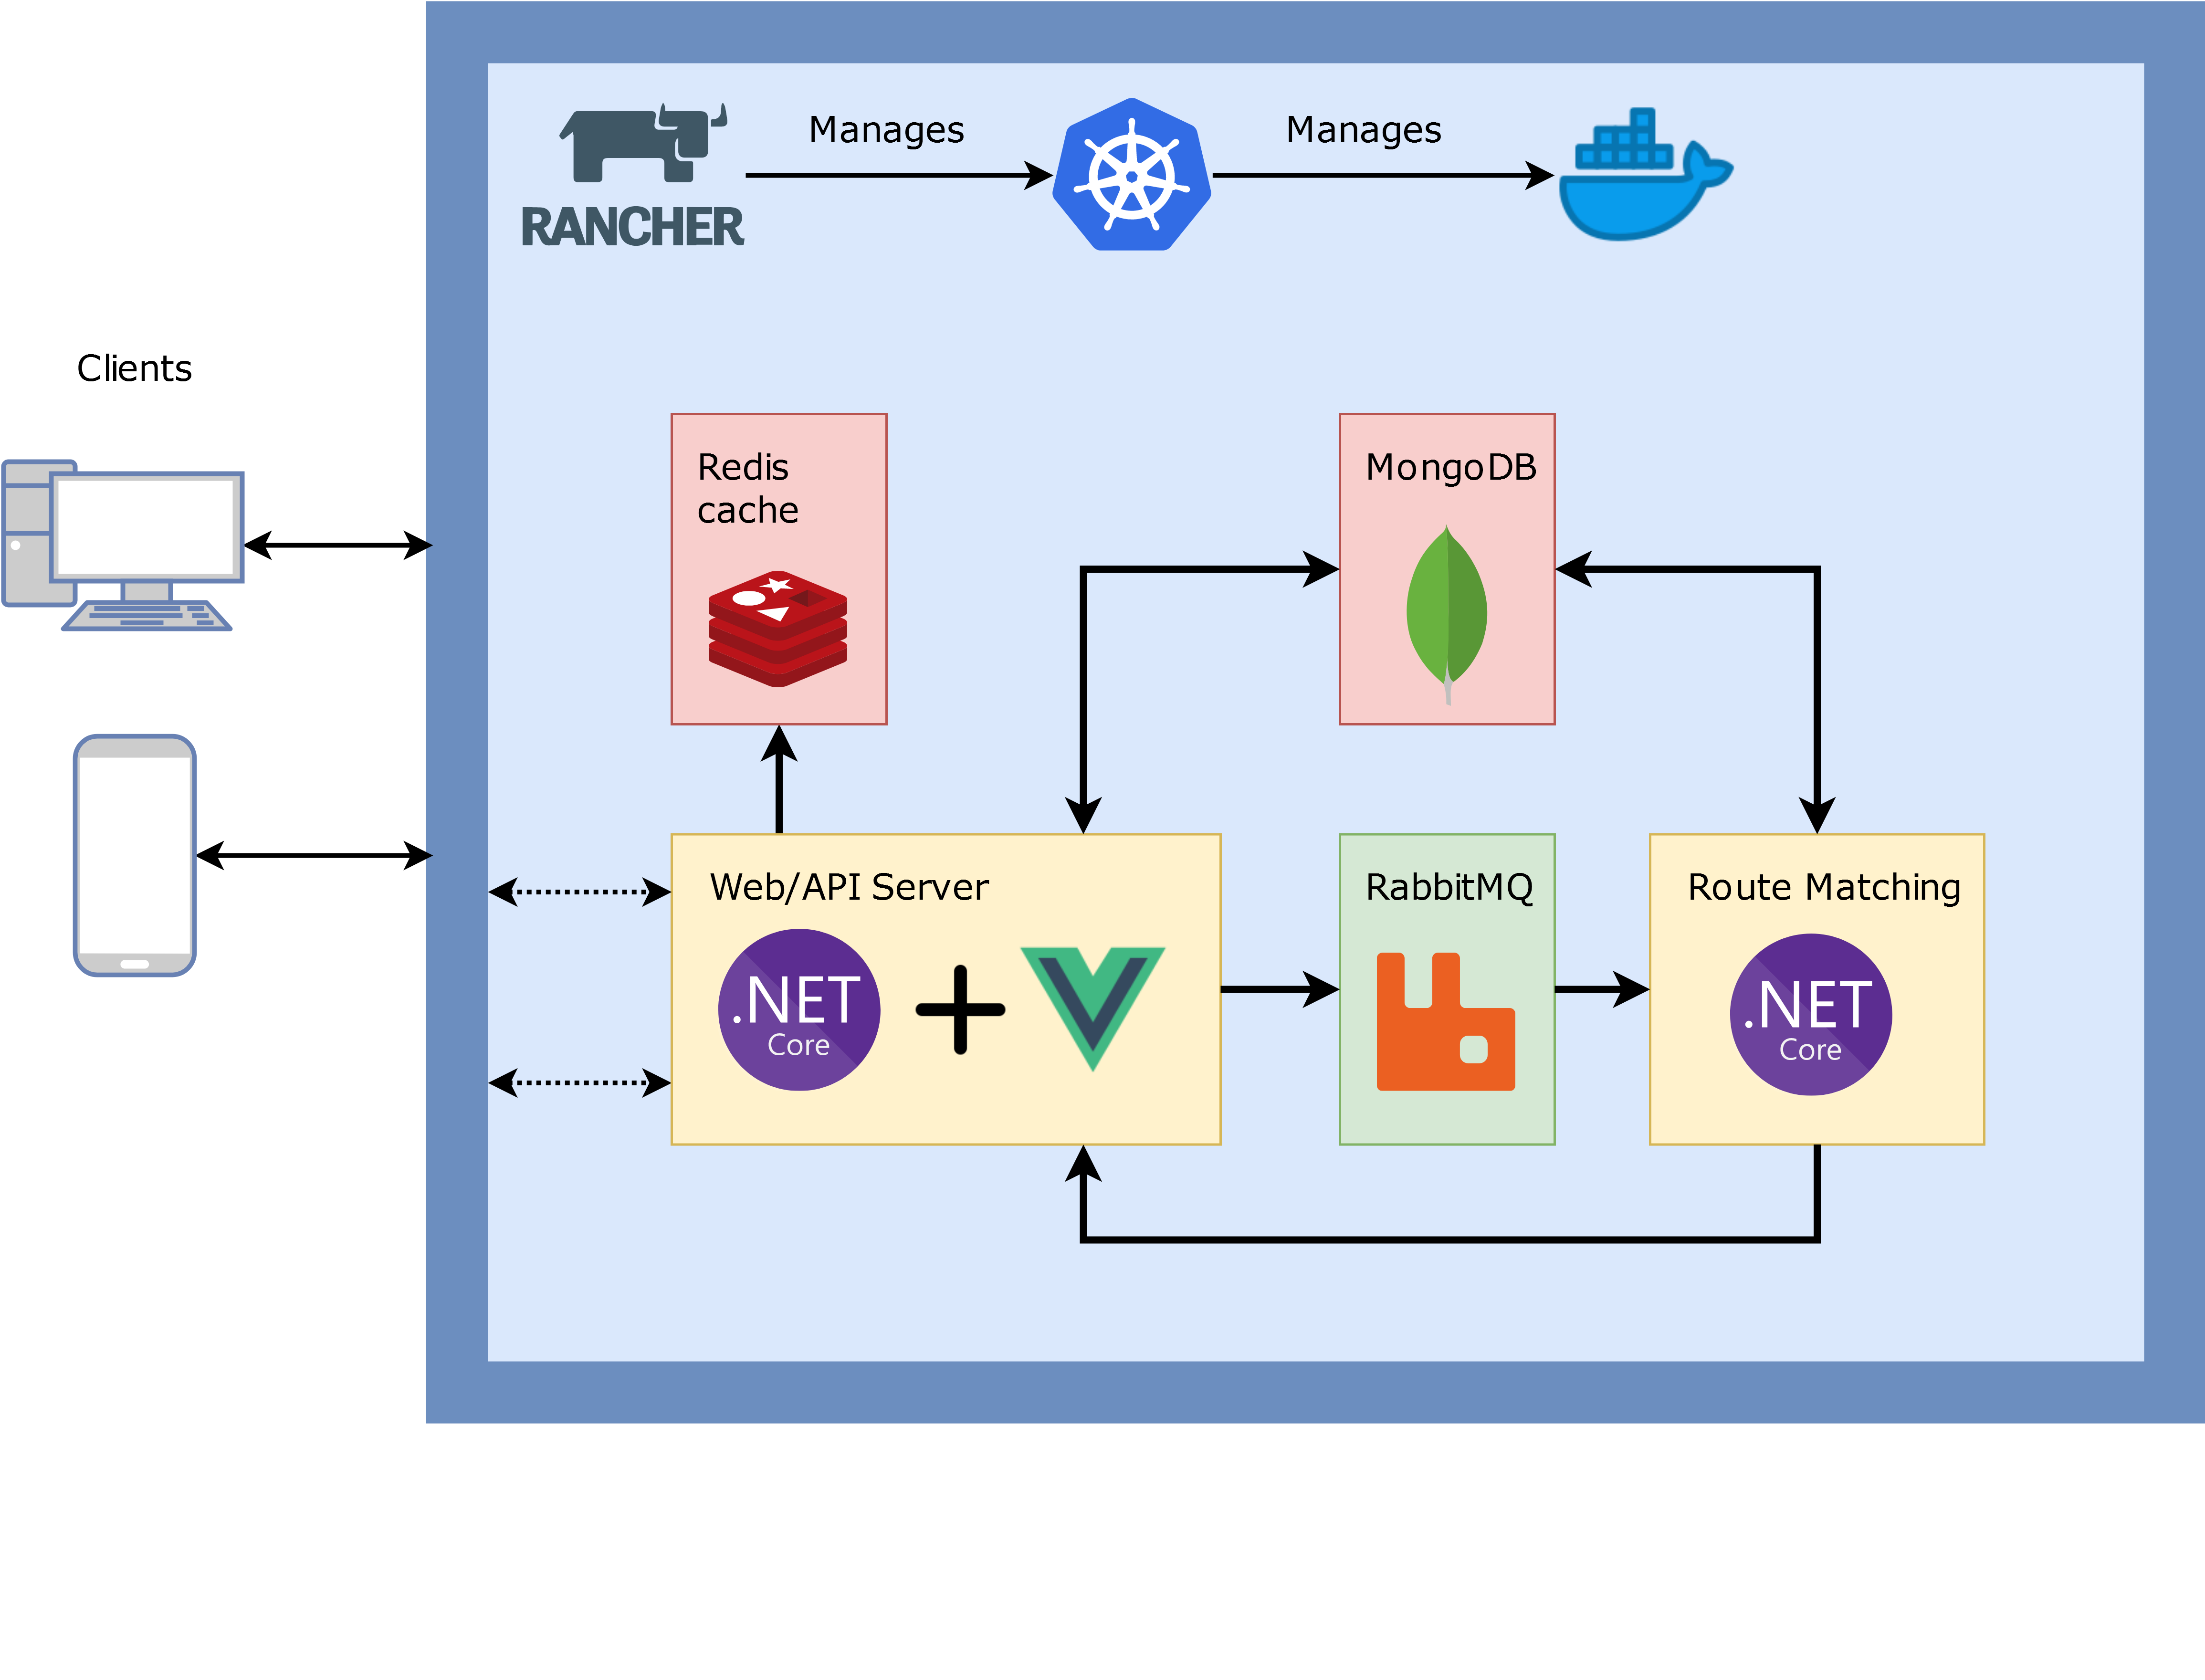 Manages
Manages
RANCHER
Clients
Redis
cache
MongoDB
Web/API Server
RabbitMQ
Route Matching
.NET
Core
.NET
Core